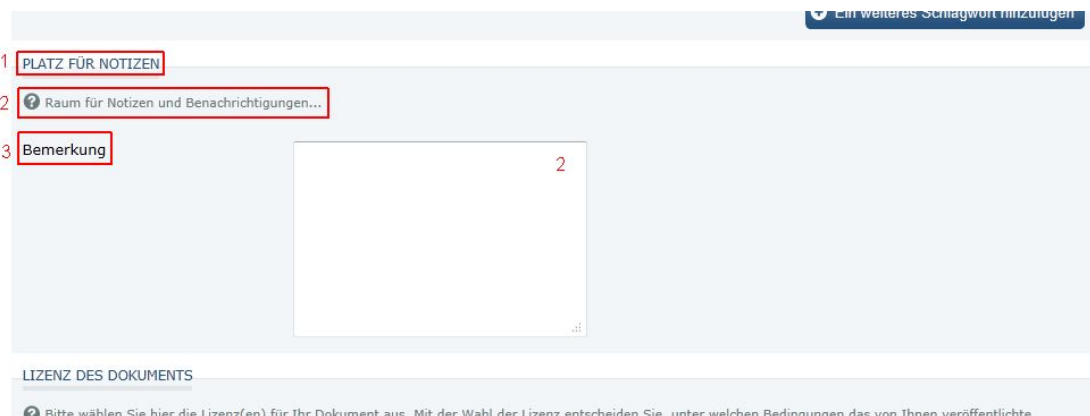 Ein weiteres Schlagwort hinzufügen
1 PLATZ FÜR NOTIZEN
2 Raum für Notizen und Benachrichtigungen...
3 Bemerkung
2
LIZENZ DES DOKUMENTS
Bitte wählen Sie hier die Lizenz(en) für Ihr Dokument aus. Mit der Wahl der Lizenz entscheiden Sie, unter welchen Bedingungen das von Ihnen veröffentlichte